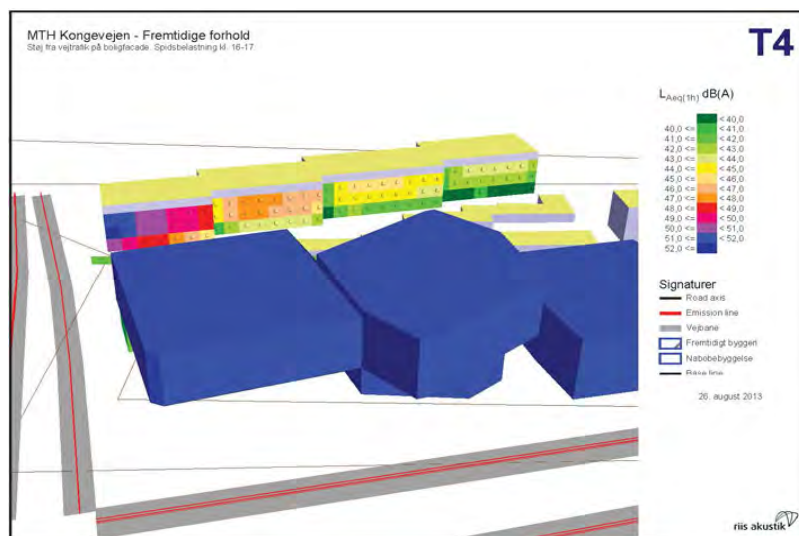 MTH Kongevejen - Fremtidige forhold
Støj fra vejtrafik på boligfacade. Spidsbelastning kl. 16-17.
T4
LAeq(1h) dB(A)
< 40,0
40,0 <= < 41,0
41,0 <= < 42,0
42,0 <= < 43,0
43,0 <= < 44,0
44,0 <= < 45,0
45,0 <= < 46,0
46,0 <= < 47,0
47,0 <= < 48,0
48,0 <= < 49,0
49,0 <= < 50,0
50,0 <= < 51,0
51,0 <= < 52,0
52,0 <=
Signaturer
Road axis
Emission line
Vejbane
Fremtidigt byggeri
Nabobebyggelse
Base line
26. august 2013
riis akustik